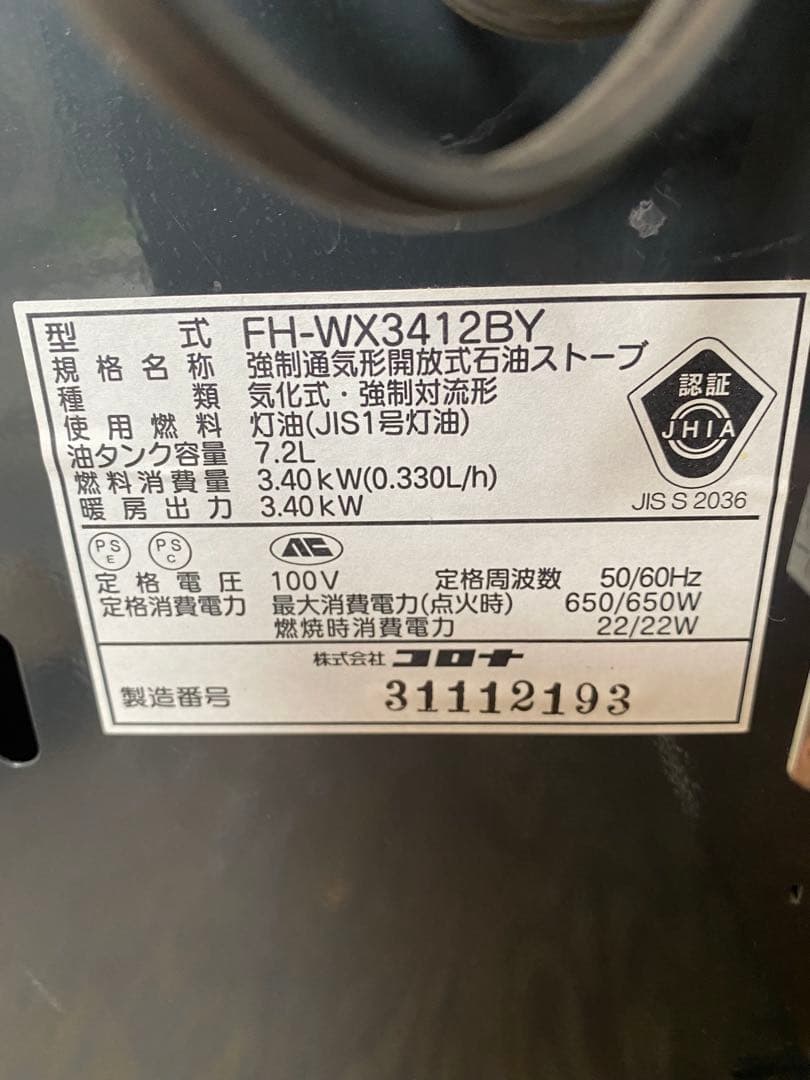 型式 FH-WX3412BY
規格名称 強制通気形開放式石油ストーブ
種類 気化式・強制対流形
使用燃料 灯油(JIS1号灯油)
油タンク容量 7.2L
燃料消費量 3.40kW(0.330L/h)
暖房出力 3.40kW
認証
JHIA
JIS S 2036
PS E PS C
定格電圧 100V 定格周波数 50/60Hz
定格消費電力 最大消費電力(点火時) 650/650W
燃焼時消費電力 22/22W
株式会社 コロナ
製造番号 31112193